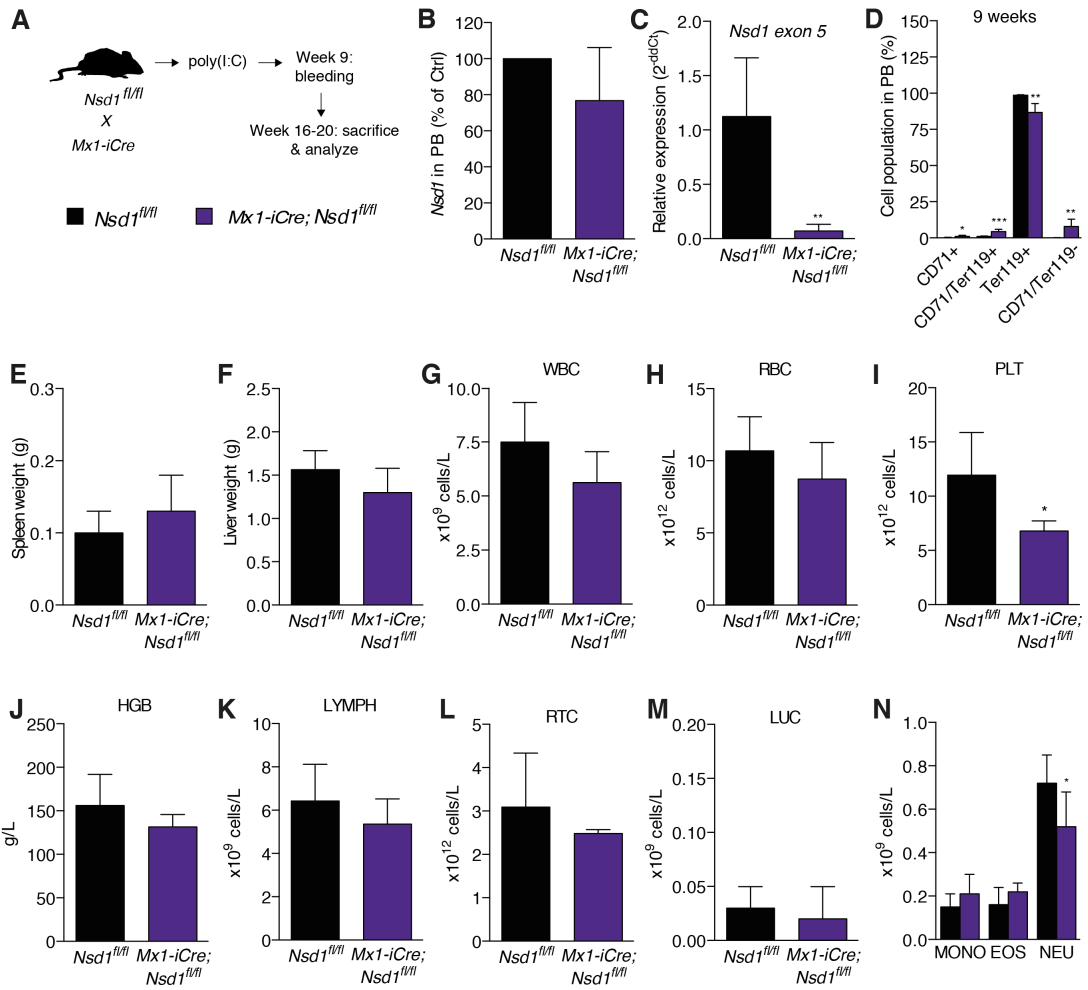 A
Nsd1 fl/fl
X
Mx1-iCre
poly(I:C)
Week 9:
bleeding
Week 16-20: sacrifice
& analyze
Nsd1fl/fl
Mx1-iCre; Nsd1fl/fl
B
Nsd1 in PB (% of Ctrl)
120
100
80
60
40
20
0
Nsd1fl/fl
Mx1-iCre;
Nsd1fl/fl
C
Nsd1 exon 5
Relative expression (2-ddCt)
2.0
1.5
1.0
0.5
0.0
**
Nsd1fl/fl
Mx1-iCre;
Nsd1fl/fl
D
9 weeks
Cell population in PB (%)
150
125
100
75
50
25
0
*
***
**
**
CD71+
CD71/Ter119+
Ter119+
CD71/Ter119-
E
Spleen weight (g)
0.3
0.2
0.1
0.0
Nsd1fl/fl
Mx1-iCre;
Nsd1fl/fl
F
Liver weight (g)
2.5
2.0
1.5
1.0
0.5
0.0
Nsd1fl/fl
Mx1-iCre;
Nsd1fl/fl
G
WBC
x109 cells/L
10.0
7.5
5.0
2.5
0.0
Nsd1fl/fl
Mx1-iCre;
Nsd1fl/fl
H
RBC
x1012 cells/L
15
10
5
0
Nsd1fl/fl
Mx1-iCre;
Nsd1fl/fl
I
PLT
x1012 cells/L
20
15
10
5
0
*
Nsd1fl/fl
Mx1-iCre;
Nsd1fl/fl
J
HGB
g/L
250
200
150
100
50
0
Nsd1fl/fl
Mx1-iCre;
Nsd1fl/fl
K
LYMPH
x109 cells/L
10
8
6
4
2
0
Nsd1fl/fl
Mx1-iCre;
Nsd1fl/fl
L
RTC
x1012 cells/L
5
4
3
2
1
0
Nsd1fl/fl
Mx1-iCre;
Nsd1fl/fl
M
LUC
x109 cells/L
0.20
0.15
0.10
0.05
0.00
Nsd1fl/fl
Mx1-iCre;
Nsd1fl/fl
N
x109 cells/L
1.0
0.8
0.6
0.4
0.2
0.0
*
MONO EOS NEU